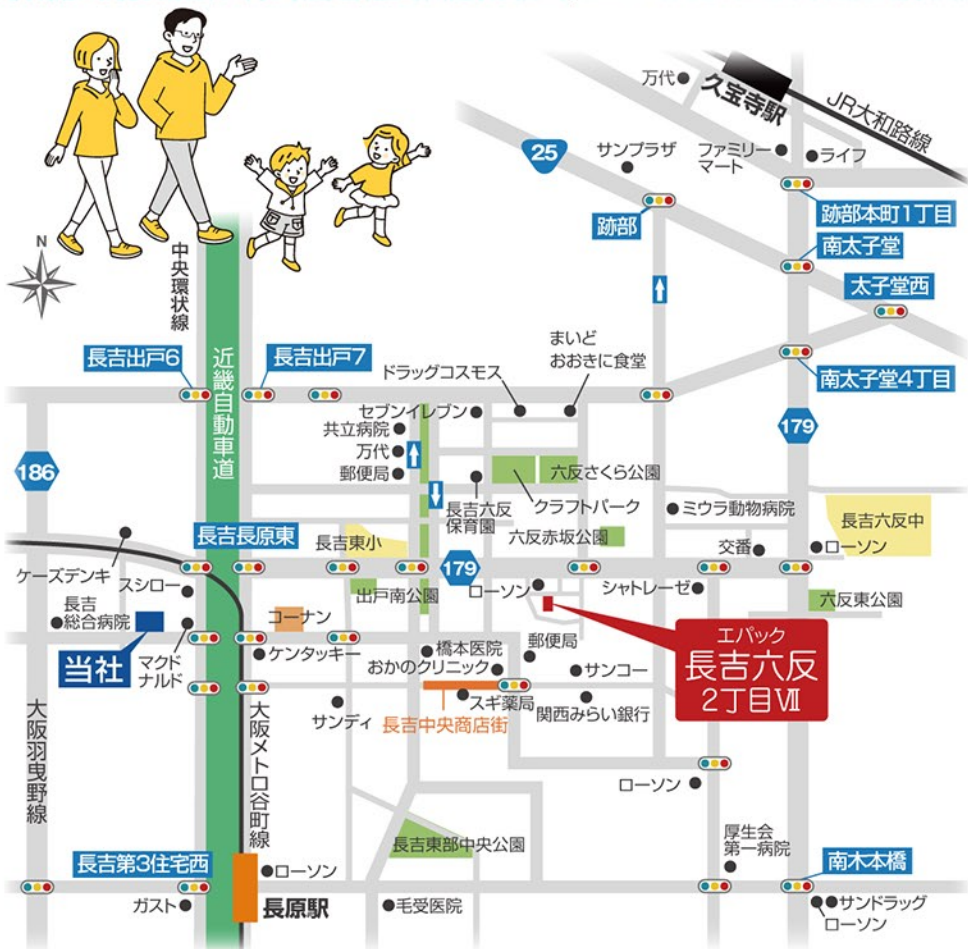 万代
久宝寺駅
JR大和路線
25
サンプラザ
ファミリー
マート
ライフ
跡部
跡部本町1丁目
南太子堂
太子堂西
N
中央環状線
近畿自動車道
長吉出戸6
長吉出戸7
まいど
おおきに食堂
ドラッグコスモス
南太子堂4丁目
セブンイレブン
共立病院
万代
郵便局
179
186
六反さくら公園
クラフトパーク
長吉六反
保育園
ミウラ動物病院
長吉六反中
長吉長原東
長吉東小
六反赤坂公園
交番
ローソン
ケーズデンキ
スシロー
179
出戸南公園
ローソン
シャトレーゼ
六反東公園
長吉
総合病院
コーナン
エバック
長吉六反
2丁目Ⅶ
当社
マクド
ナルド
ケンタッキー
橋本医院
おかのクリニック
郵便局
サンコー
サンディ
長吉中央商店街
スギ薬局
関西みらい銀行
大阪羽曳野線
大阪メトロ谷町線
ローソン
長吉東部中央公園
厚生会
第一病院
長吉第3住宅西
ローソン
南木本橋
ガスト
長原駅
毛受医院
サンドラッグ
ローソン